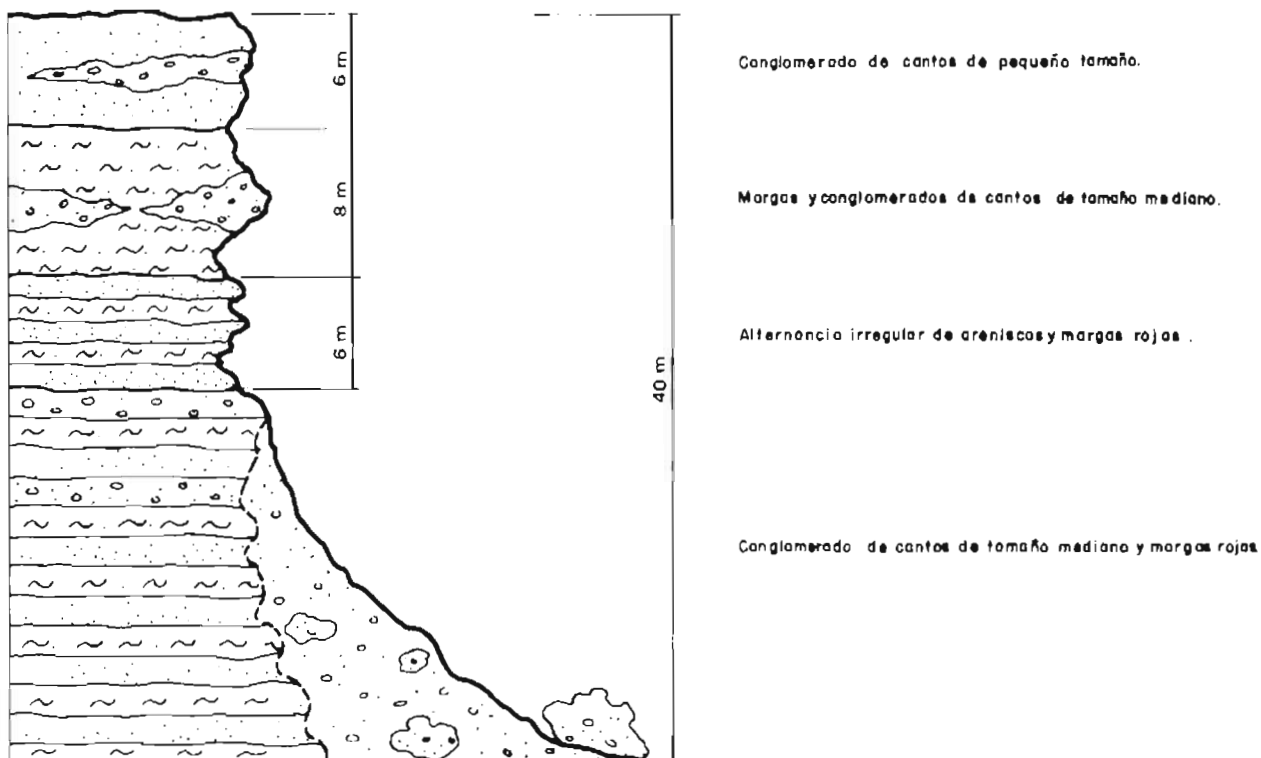 6 m
Conglomerado de cantos de pequeño tamaño.
8 m
Margas y conglomerados de cantos de tamaño mediano.
6 m
Alternancia irregular de areniscas y margas rojas.
40 m
Conglomerado de cantos de tamaño mediano y margas rojas